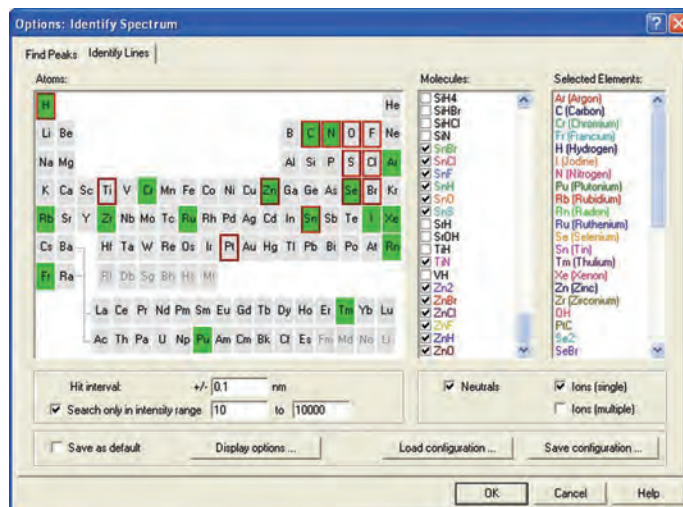 Options: Identify Spectrum
Find Peaks Identify Lines
Atoms:
H He
Li Be B C N O F Ne
Na Mg Al Si P S Cl Ar
K Ca Sc Ti V Cr Mn Fe Co Ni Cu Zn Ga Ge As Se Br Kr
Rb Sr Y Zr Nb Mo Tc Ru Rh Pd Ag Cd In Sn Sb Te I Xe
Cs Ba Hf Ta W Re Os Ir Pt Au Hg Tl Pb Bi Po At Rn
Fr Ra Rf Db Sg Bh Hs Mt
La Ce Pr Nd Pm Sm Eu Gd Tb Dy Ho Er Tm Yb Lu
Ac Th Pa U Np Pu Am Cm Bk Cf Es Fm Md No Lr
Molecules:
SiH4
SiHBr
SiHCl
SiN
SnBr
SnCl
SnF
SnH
SnO
SnS
SrH
SrOH
TiH
TiN
VH
Zn2
ZnBr
ZnCl
ZnF
ZnH
ZnO
Selected Elements:
Ar (Argon)
C (Carbon)
Cr (Chromium)
Fr (Francium)
H (Hydrogen)
I (Jodine)
N (Nitrogen)
Pu (Plutonium)
Rb (Rubidium)
Rn (Radon)
Ru (Ruthenium)
Se (Selenium)
Sn (Tin)
Tm (Thulium)
Xe (Xenon)
Zn (Zinc)
Zr (Zirconium)
OH
PtC
Se2
SeBr
Hit interval: +/- 0.1 nm
Search only in intensity range 10 to 10000
Neutrals
Ions (single)
Ions (multiple)
Save as default
Display options ...
Load configuration ...
Save configuration ...
OK Cancel Help